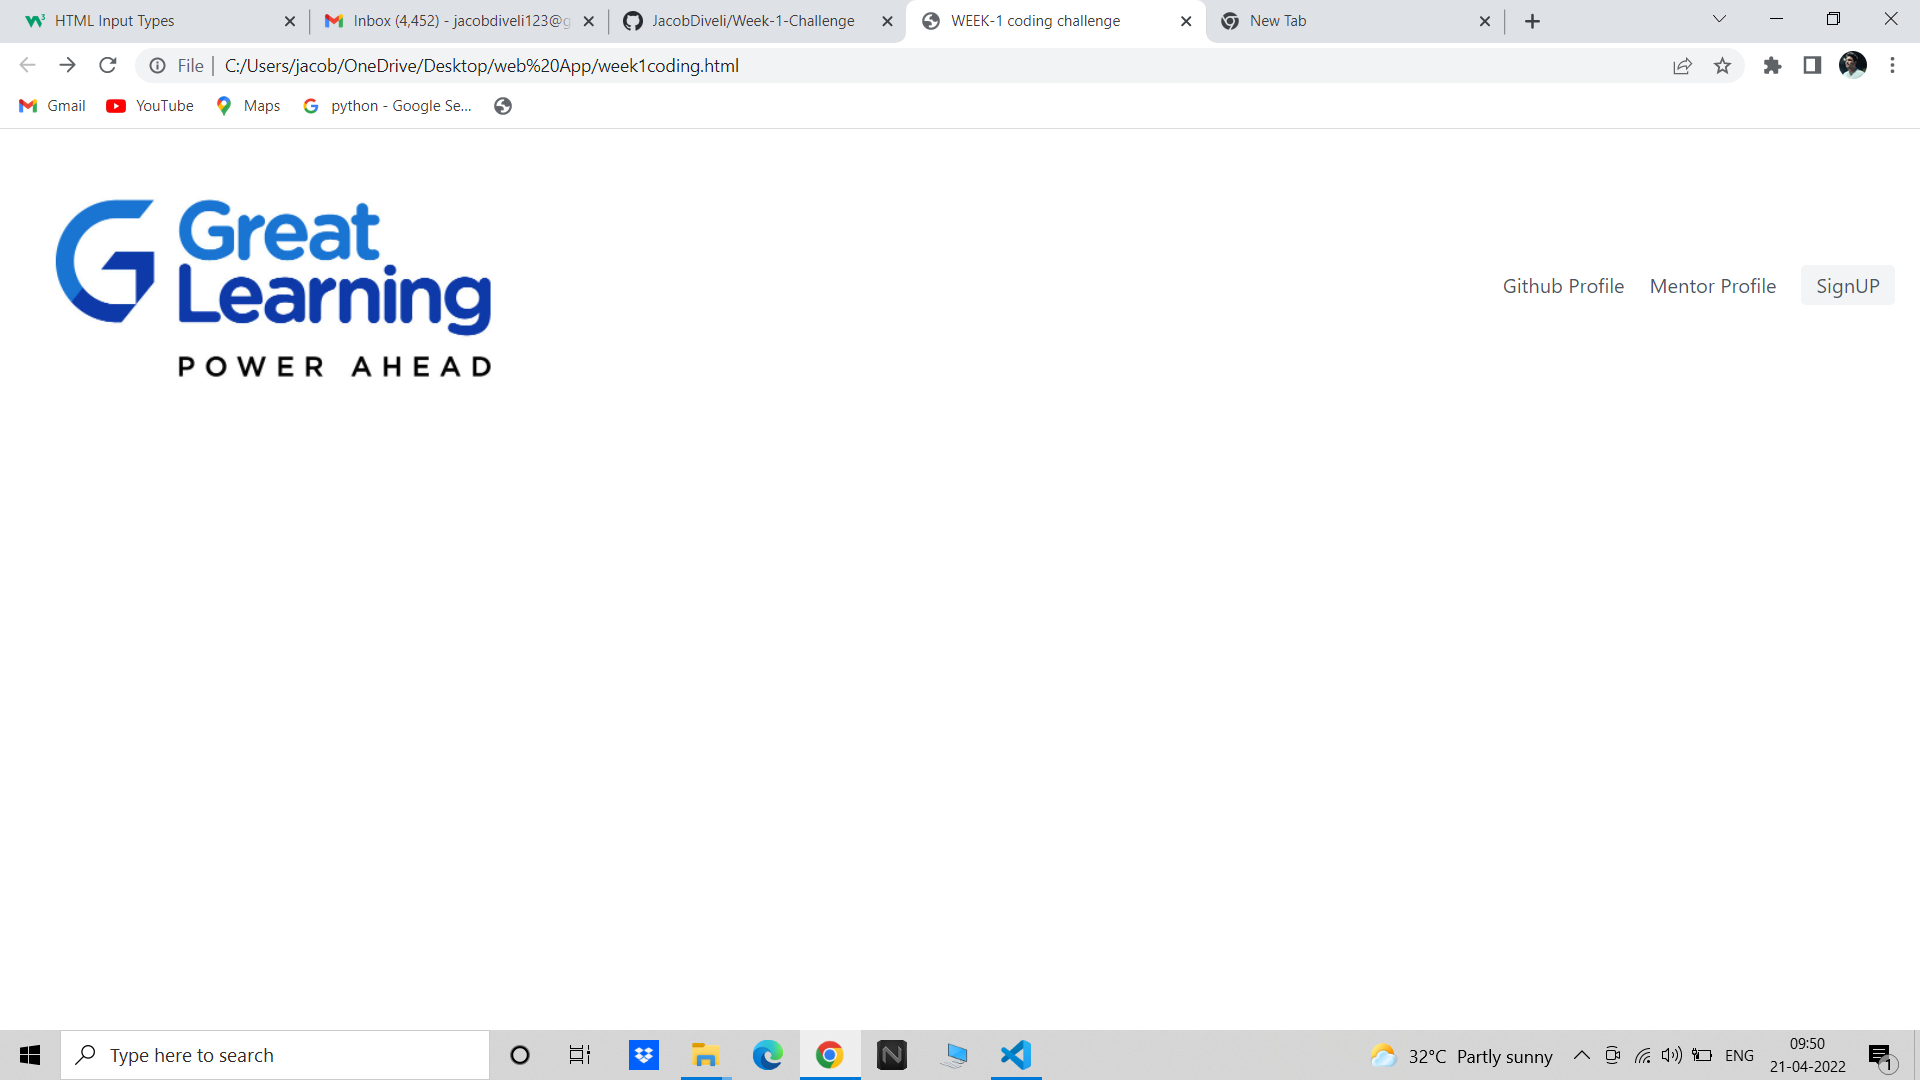 HTML Input Types
Inbox (4,452) - jacobdiveli123@g
JacobDiveli/Week-1-Challenge
WEEK-1 coding challenge
New Tab
File | C:/Users/jacob/OneDrive/Desktop/web%20App/week1coding.html
Gmail
YouTube
Maps
python - Google Se...
Great
Learning
POWER AHEAD
Github Profile
Mentor Profile
SignUP
Type here to search
32°C Partly sunny
ENG
09:50
21-04-2022
1